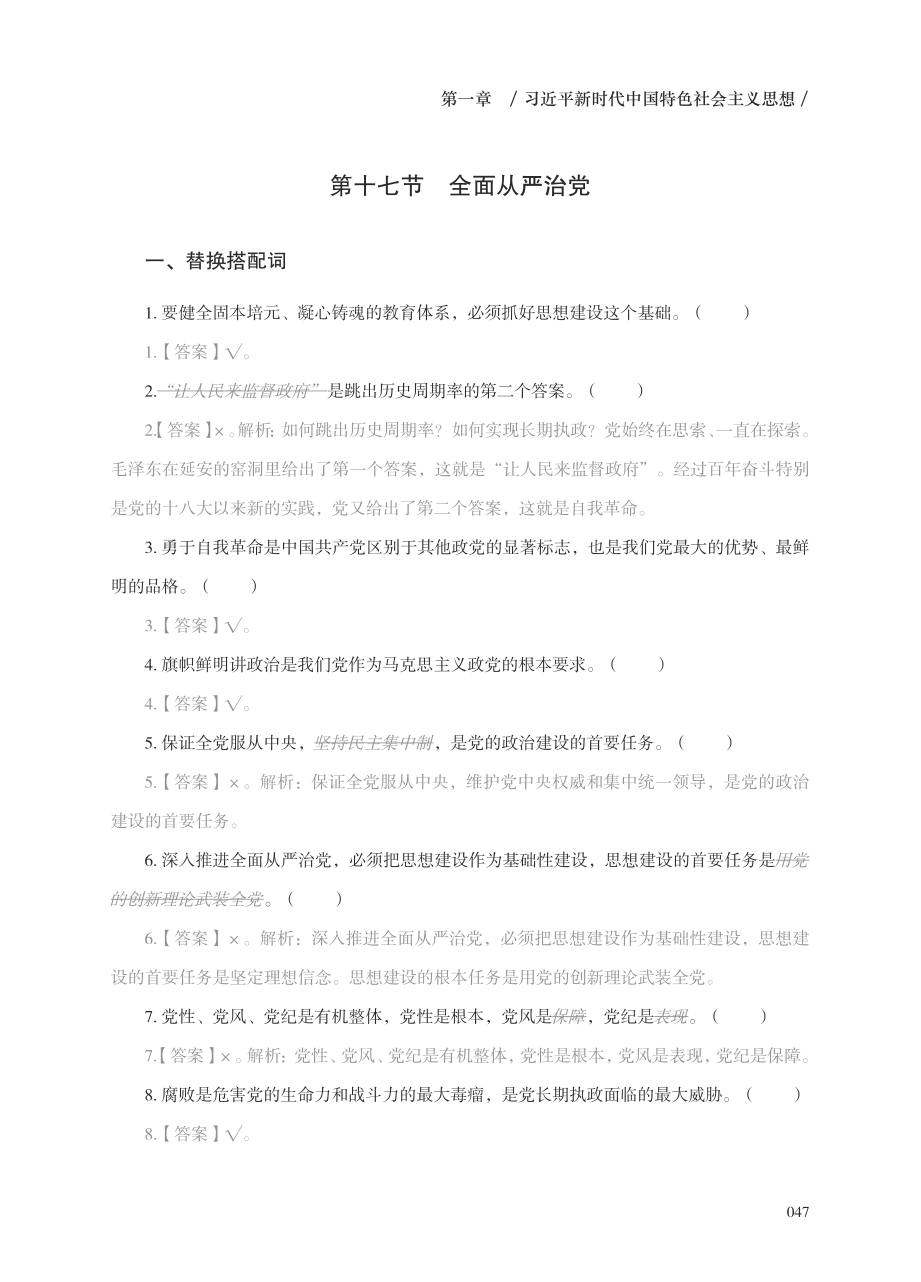 第一章　/ 习近平新时代中国特色社会主义思想 /
第十七节　全面从严治党
一、替换搭配词
1. 要健全固本培元、凝心铸魂的教育体系，必须抓好思想建设这个基础。（　　）
1.【答案】√。
2.“让人民来监督政府”是跳出历史周期率的第二个答案。（　　）
2.【答案】×。解析：如何跳出历史周期率？如何实现长期执政？党始终在思索、一直在探索。
毛泽东在延安的窑洞里给出了第一个答案，这就是“让人民来监督政府”。经过百年奋斗特别
是党的十八大以来新的实践，党又给出了第二个答案，这就是自我革命。
3. 勇于自我革命是中国共产党区别于其他政党的显著标志，也是我们党最大的优势、最鲜
明的品格。（　　）
3.【答案】√。
4. 旗帜鲜明讲政治是我们党作为马克思主义政党的根本要求。（　　）
4.【答案】√。
5. 保证全党服从中央，坚持民主集中制，是党的政治建设的首要任务。（　　）
5.【答案】×。解析：保证全党服从中央，维护党中央权威和集中统一领导，是党的政治
建设的首要任务。
6. 深入推进全面从严治党，必须把思想建设作为基础性建设，思想建设的首要任务是用党
的创新理论武装全党。（　　）
6.【答案】×。解析：深入推进全面从严治党，必须把思想建设作为基础性建设，思想建
设的首要任务是坚定理想信念。思想建设的根本任务是用党的创新理论武装全党。
7. 党性、党风、党纪是有机整体，党性是根本，党风是保障，党纪是表现。（　　）
7.【答案】×。解析：党性、党风、党纪是有机整体，党性是根本，党风是表现，党纪是保障。
8. 腐败是危害党的生命力和战斗力的最大毒瘤，是党长期执政面临的最大威胁。（　　）
8.【答案】√。
047